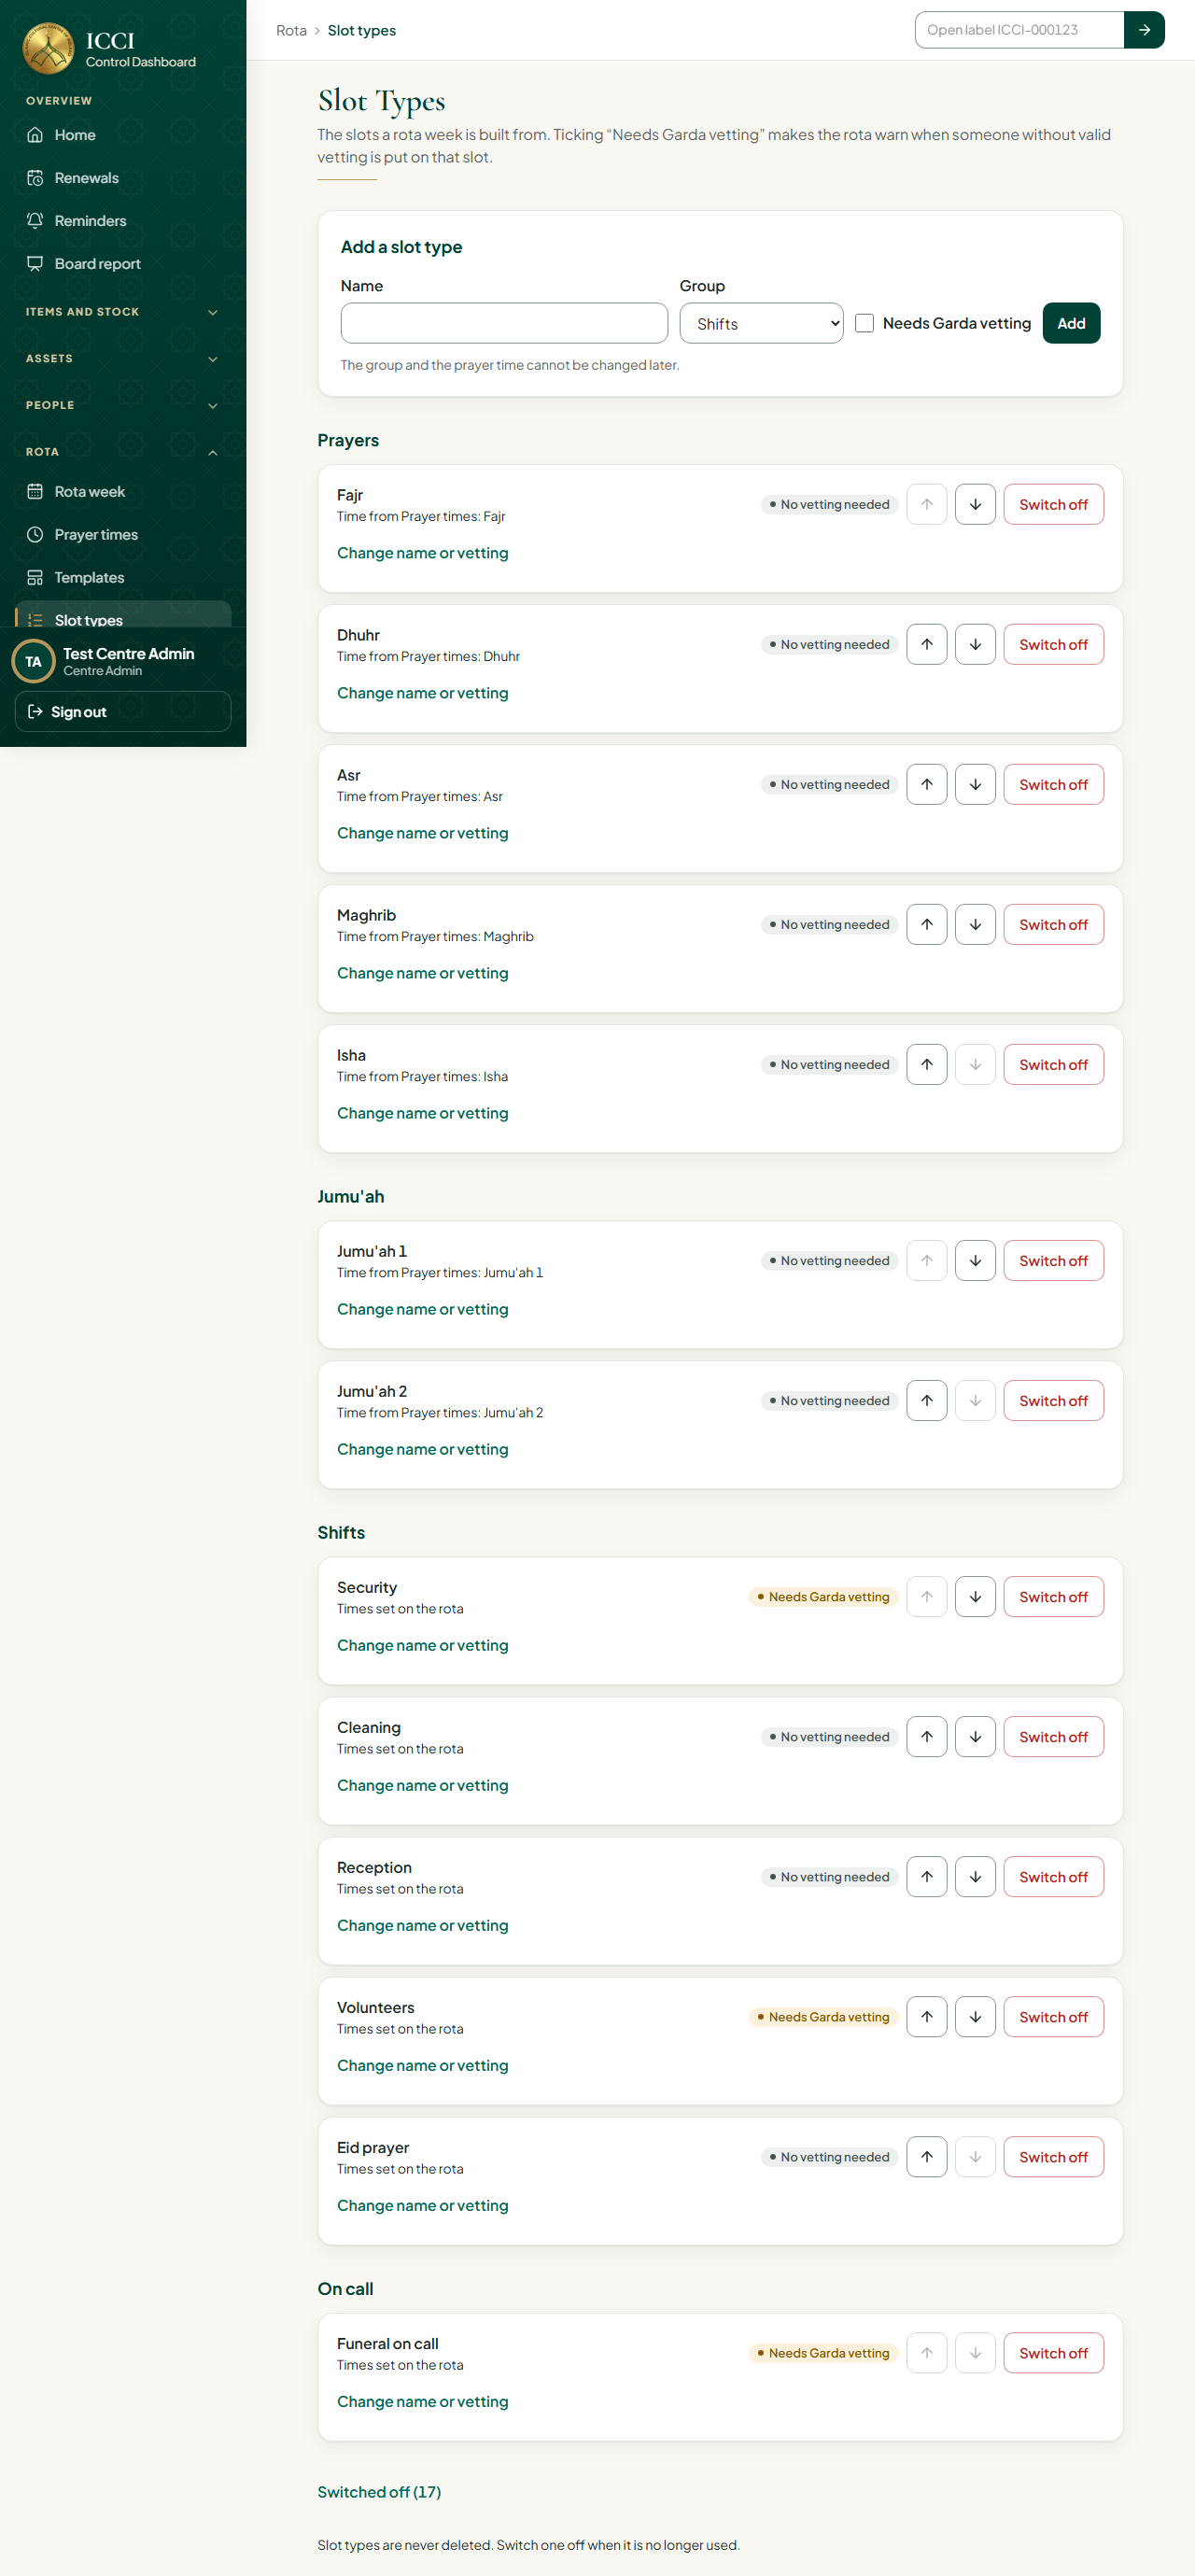 ICCI
Control Dashboard
OVERVIEW
Home
Renewals
Reminders
Board report
ITEMS AND STOCK
ASSETS
PEOPLE
ROTA
Rota week
Prayer times
Templates
Slot types
TA
Test Centre Admin
Centre Admin
Sign out
Rota › Slot types
Open label ICCI-000123
Slot Types
The slots a rota week is built from. Ticking “Needs Garda vetting” makes the rota warn when someone without valid
vetting is put on that slot.
Add a slot type
Name
Group
Shifts
Needs Garda vetting
Add
The group and the prayer time cannot be changed later.
Prayers
Fajr
Time from Prayer times: Fajr
No vetting needed
Switch off
Change name or vetting
Dhuhr
Time from Prayer times: Dhuhr
No vetting needed
Switch off
Change name or vetting
Asr
Time from Prayer times: Asr
No vetting needed
Switch off
Change name or vetting
Maghrib
Time from Prayer times: Maghrib
No vetting needed
Switch off
Change name or vetting
Isha
Time from Prayer times: Isha
No vetting needed
Switch off
Change name or vetting
Jumu'ah
Jumu'ah 1
Time from Prayer times: Jumu'ah 1
No vetting needed
Switch off
Change name or vetting
Jumu'ah 2
Time from Prayer times: Jumu'ah 2
No vetting needed
Switch off
Change name or vetting
Shifts
Security
Times set on the rota
Needs Garda vetting
Switch off
Change name or vetting
Cleaning
Times set on the rota
No vetting needed
Switch off
Change name or vetting
Reception
Times set on the rota
No vetting needed
Switch off
Change name or vetting
Volunteers
Times set on the rota
Needs Garda vetting
Switch off
Change name or vetting
Eid prayer
Times set on the rota
No vetting needed
Switch off
Change name or vetting
On call
Funeral on call
Times set on the rota
Needs Garda vetting
Switch off
Change name or vetting
Switched off (17)
Slot types are never deleted. Switch one off when it is no longer used.